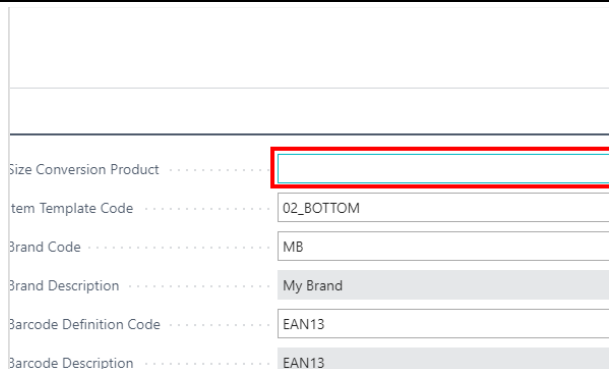 Size Conversion Product
Item Template Code 02_BOTTOM
Brand Code MB
Brand Description My Brand
Barcode Definition Code EAN13
Barcode Description EAN13